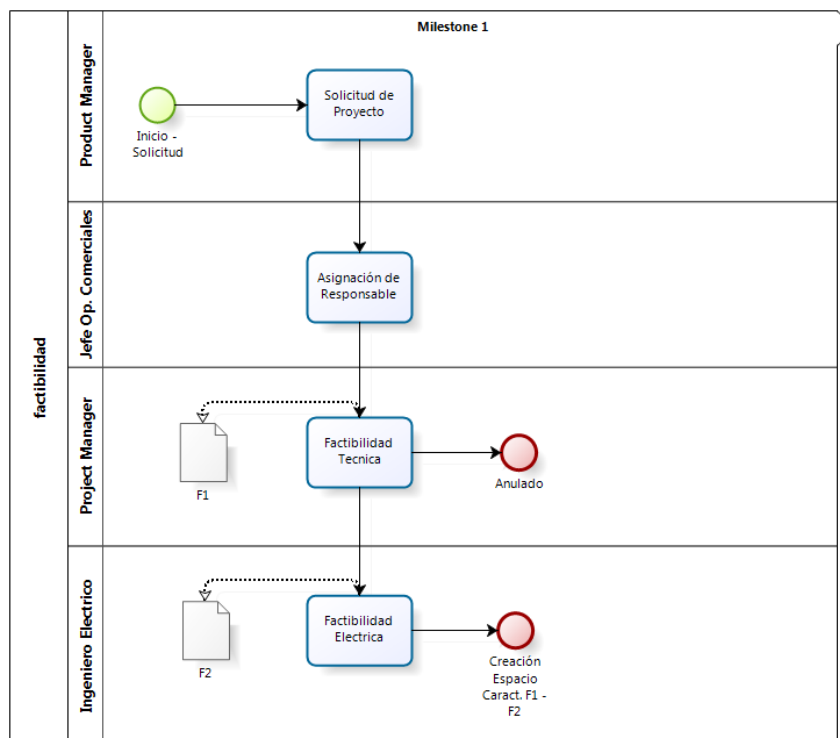 Milestone 1
factibilidad
Product Manager
Inicio -
Solicitud
Solicitud de
Proyecto
Jefe Op. Comerciales
Asignación de
Responsable
Project Manager
F1
Factibilidad
Tecnica
Anulado
Ingeniero Electrico
F2
Factibilidad
Electrica
Creación
Espacio
Caract. F1 -
F2